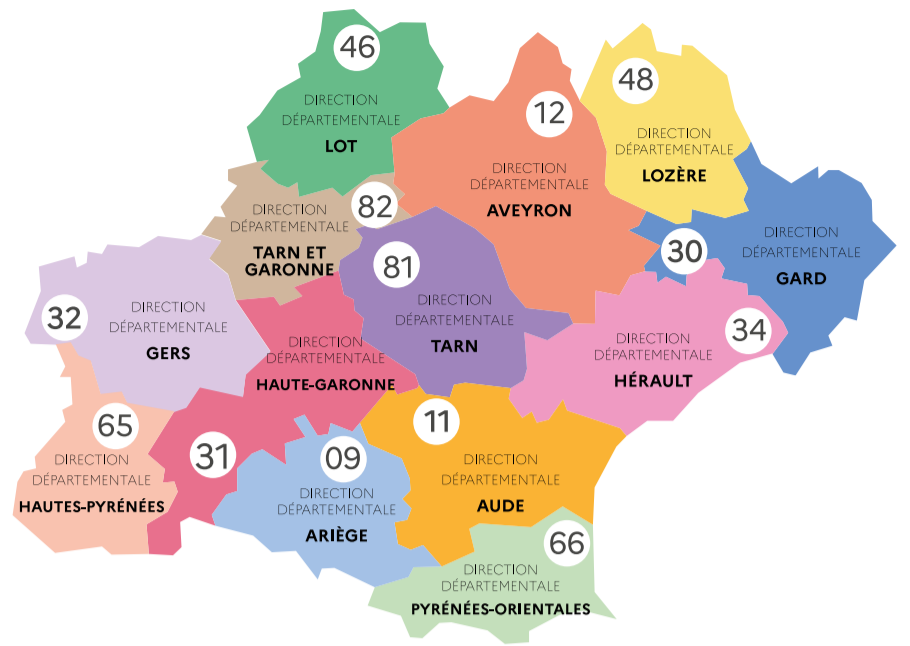 46
DIRECTION
DÉPARTEMENTALE
LOT
48
DIRECTION
DÉPARTEMENTALE
LOZÈRE
12
DIRECTION
DÉPARTEMENTALE
AVEYRON
82
DIRECTION
DÉPARTEMENTALE
TARN ET
GARONNE
30
DIRECTION
DÉPARTEMENTALE
GARD
81
DIRECTION
DÉPARTEMENTALE
TARN
32
DIRECTION
DÉPARTEMENTALE
GERS
34
DIRECTION
DÉPARTEMENTALE
HÉRAULT
DIRECTION
DÉPARTEMENTALE
HAUTE-GARONNE
31
65
DIRECTION
DÉPARTEMENTALE
HAUTES-PYRÉNÉES
11
DIRECTION
DÉPARTEMENTALE
AUDE
09
DIRECTION
DÉPARTEMENTALE
ARIÈGE
66
DIRECTION
DÉPARTEMENTALE
PYRÉNÉES-ORIENTALES